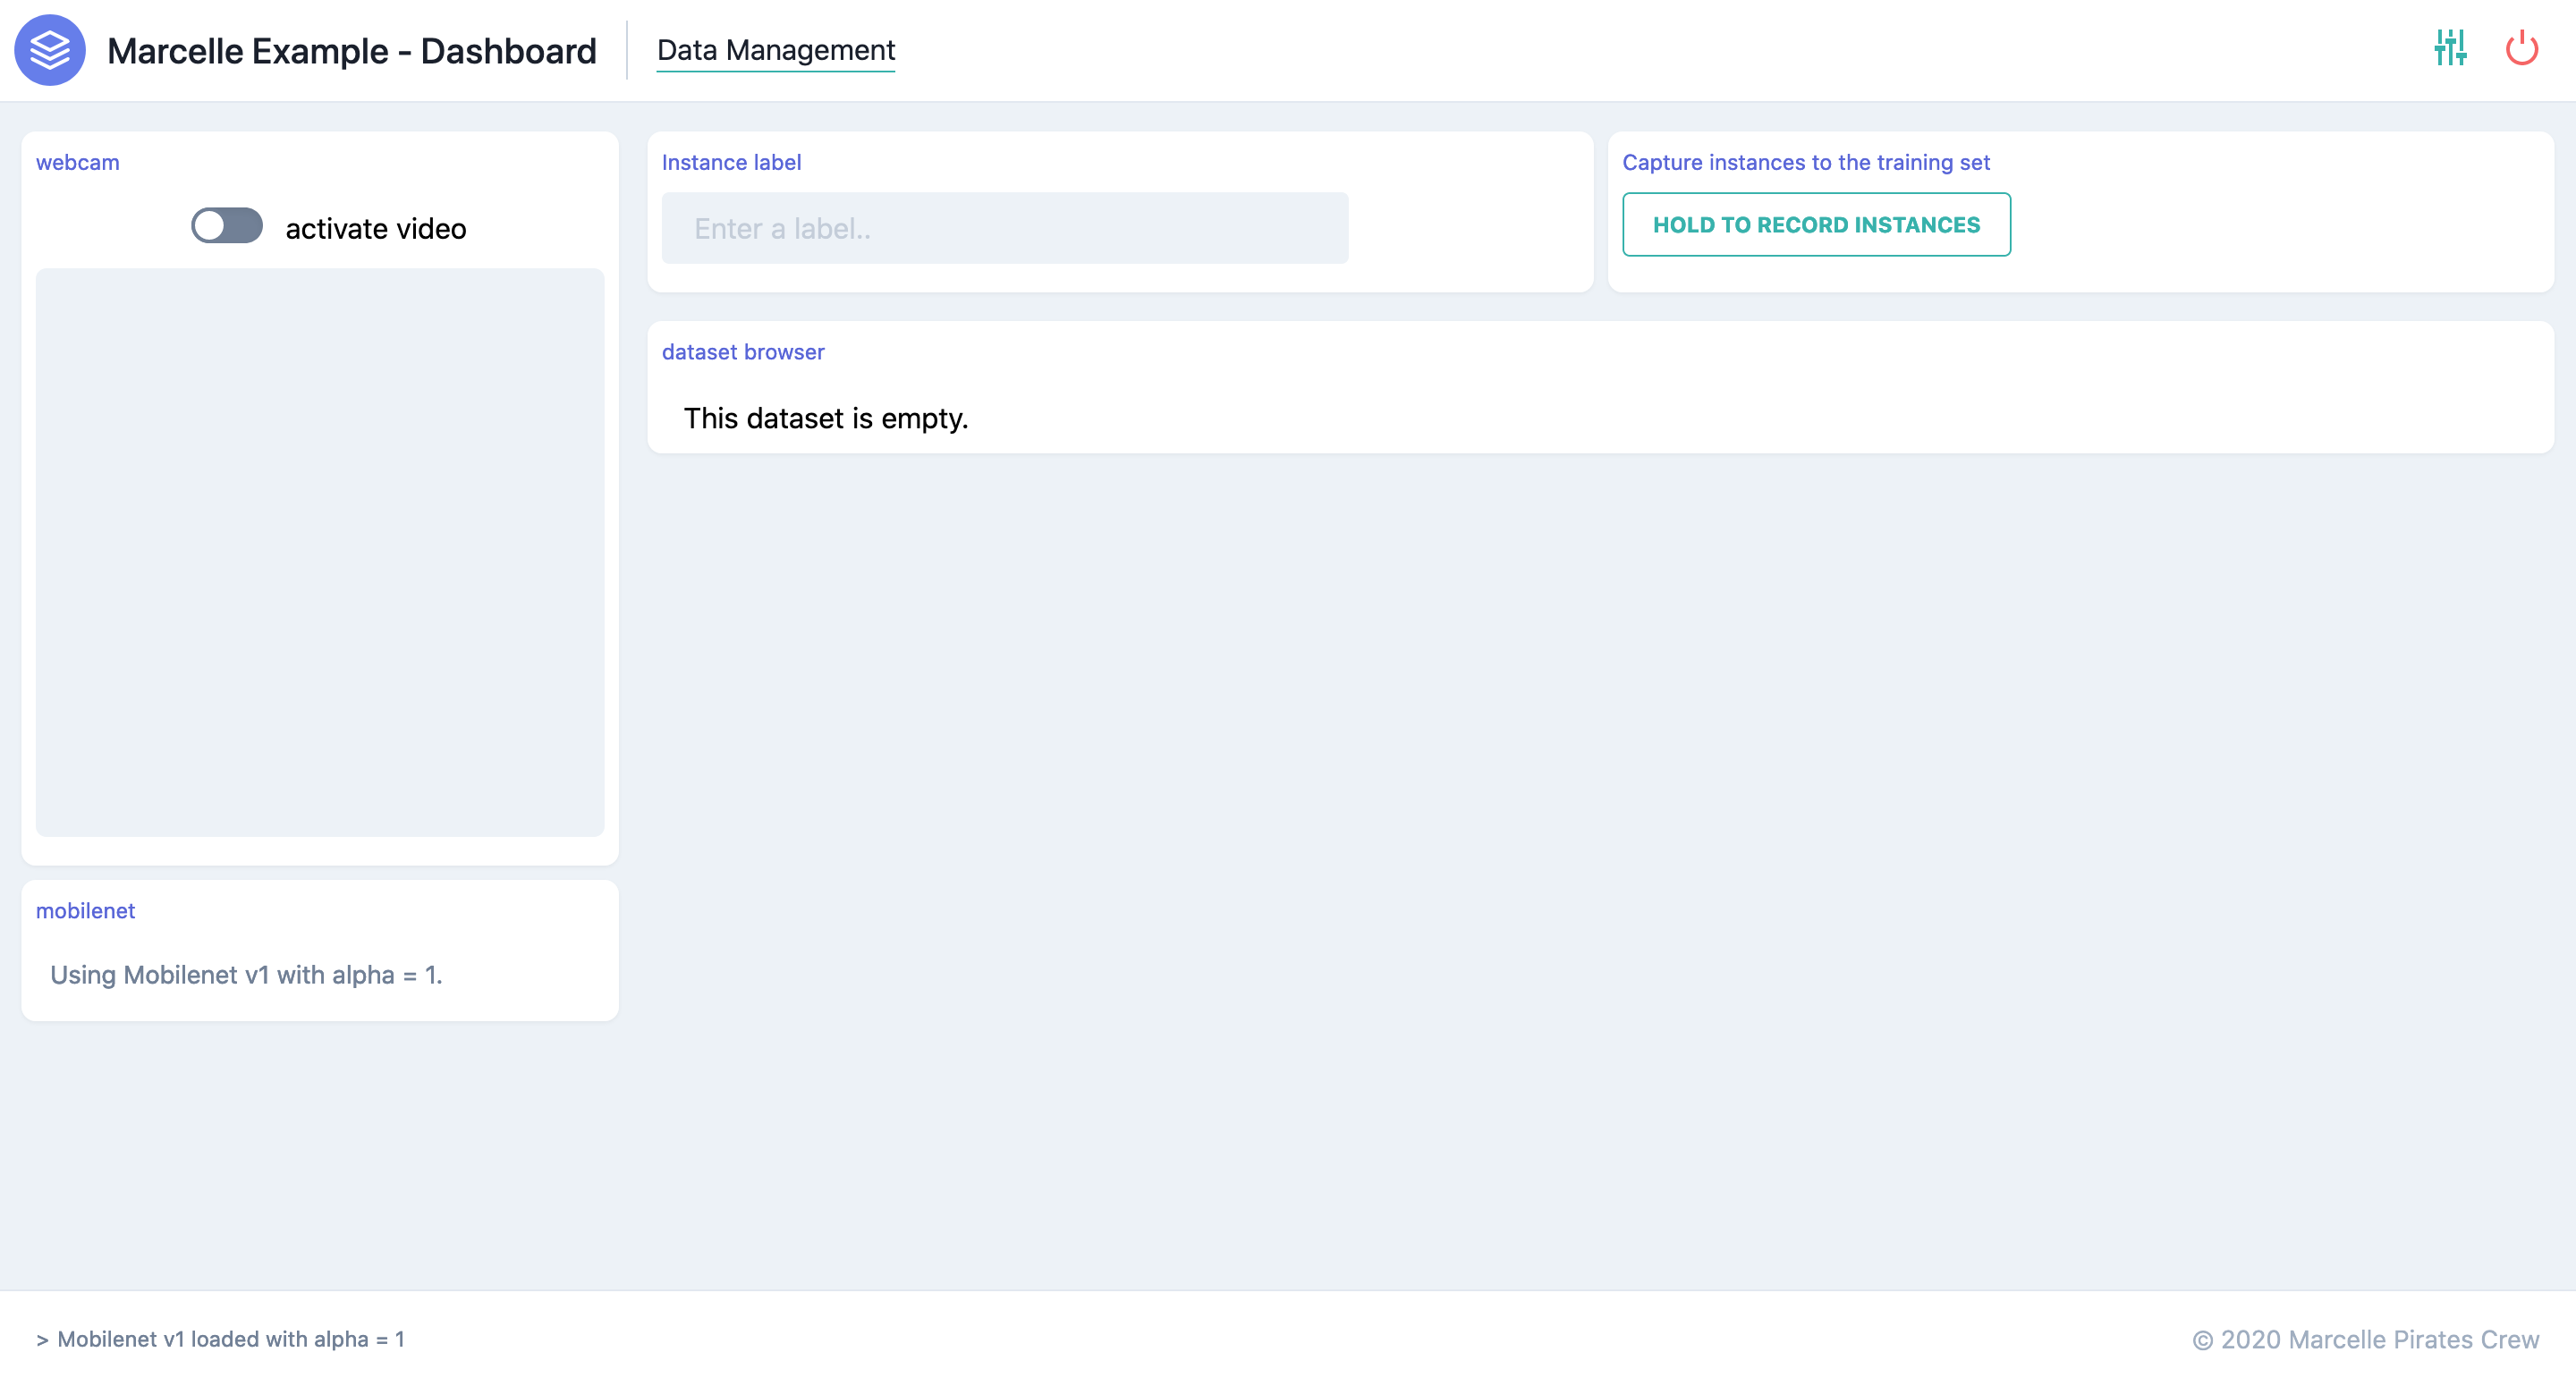 Marcelle Example - Dashboard
Data Management
webcam
activate video
Instance label
Enter a label..
Capture instances to the training set
HOLD TO RECORD INSTANCES
dataset browser
This dataset is empty.
mobilenet
Using Mobilenet v1 with alpha = 1.
> Mobilenet v1 loaded with alpha = 1
© 2020 Marcelle Pirates Crew